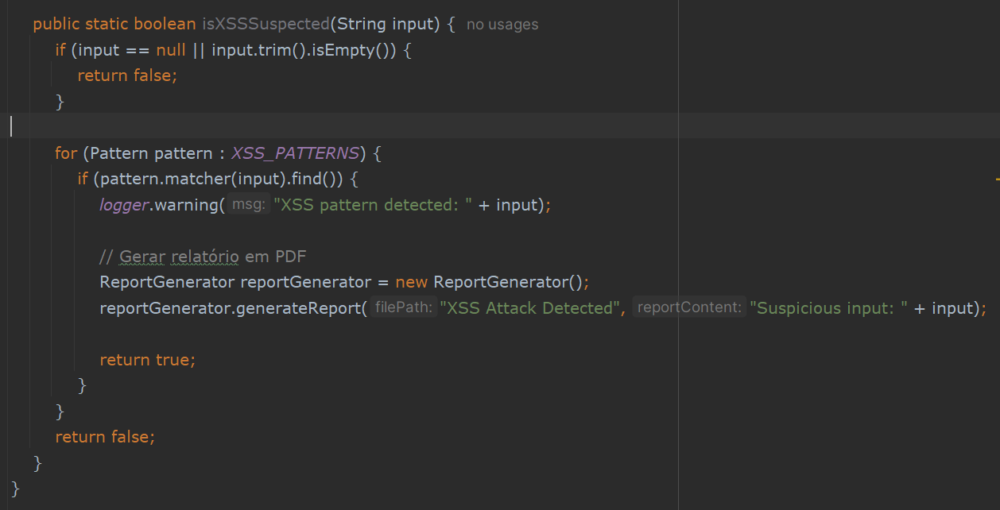 public static boolean isXSSSuspected(String input) { no usages
if (input == null || input.trim().isEmpty()) {
return false;
}
for (Pattern pattern : XSS_PATTERNS) {
if (pattern.matcher(input).find()) {
logger.warning( msg: "XSS pattern detected: " + input);
// Gerar relatório em PDF
ReportGenerator reportGenerator = new ReportGenerator();
reportGenerator.generateReport( filePath: "XSS Attack Detected", reportContent: "Suspicious input: " + input);
return true;
}
}
return false;
}
}